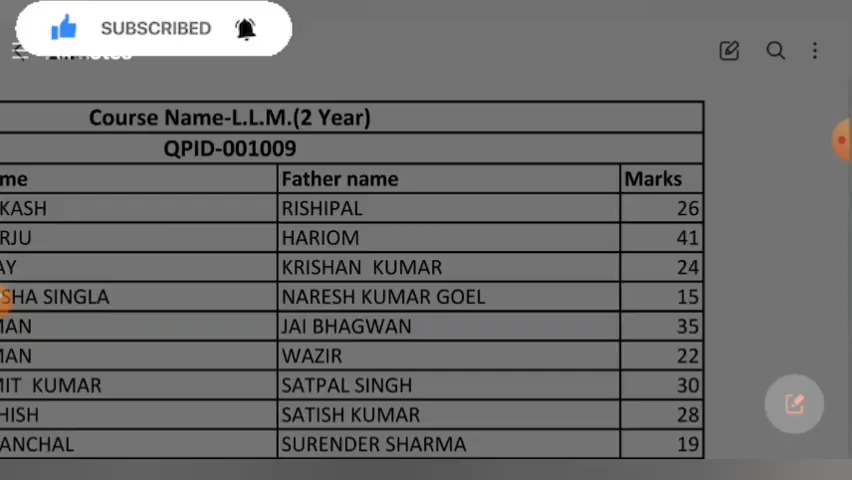 SUBSCRIBED
Course Name-L.L.M.(2 Year)
QPID-001009
me Father name Marks
KASH RISHIPAL 26
RJU HARIOM 41
AY KRISHAN KUMAR 24
SHA SINGLA NARESH KUMAR GOEL 15
MAN JAI BHAGWAN 35
MAN WAZIR 22
MIT KUMAR SATPAL SINGH 30
HISH SATISH KUMAR 28
ANCHAL SURENDER SHARMA 19